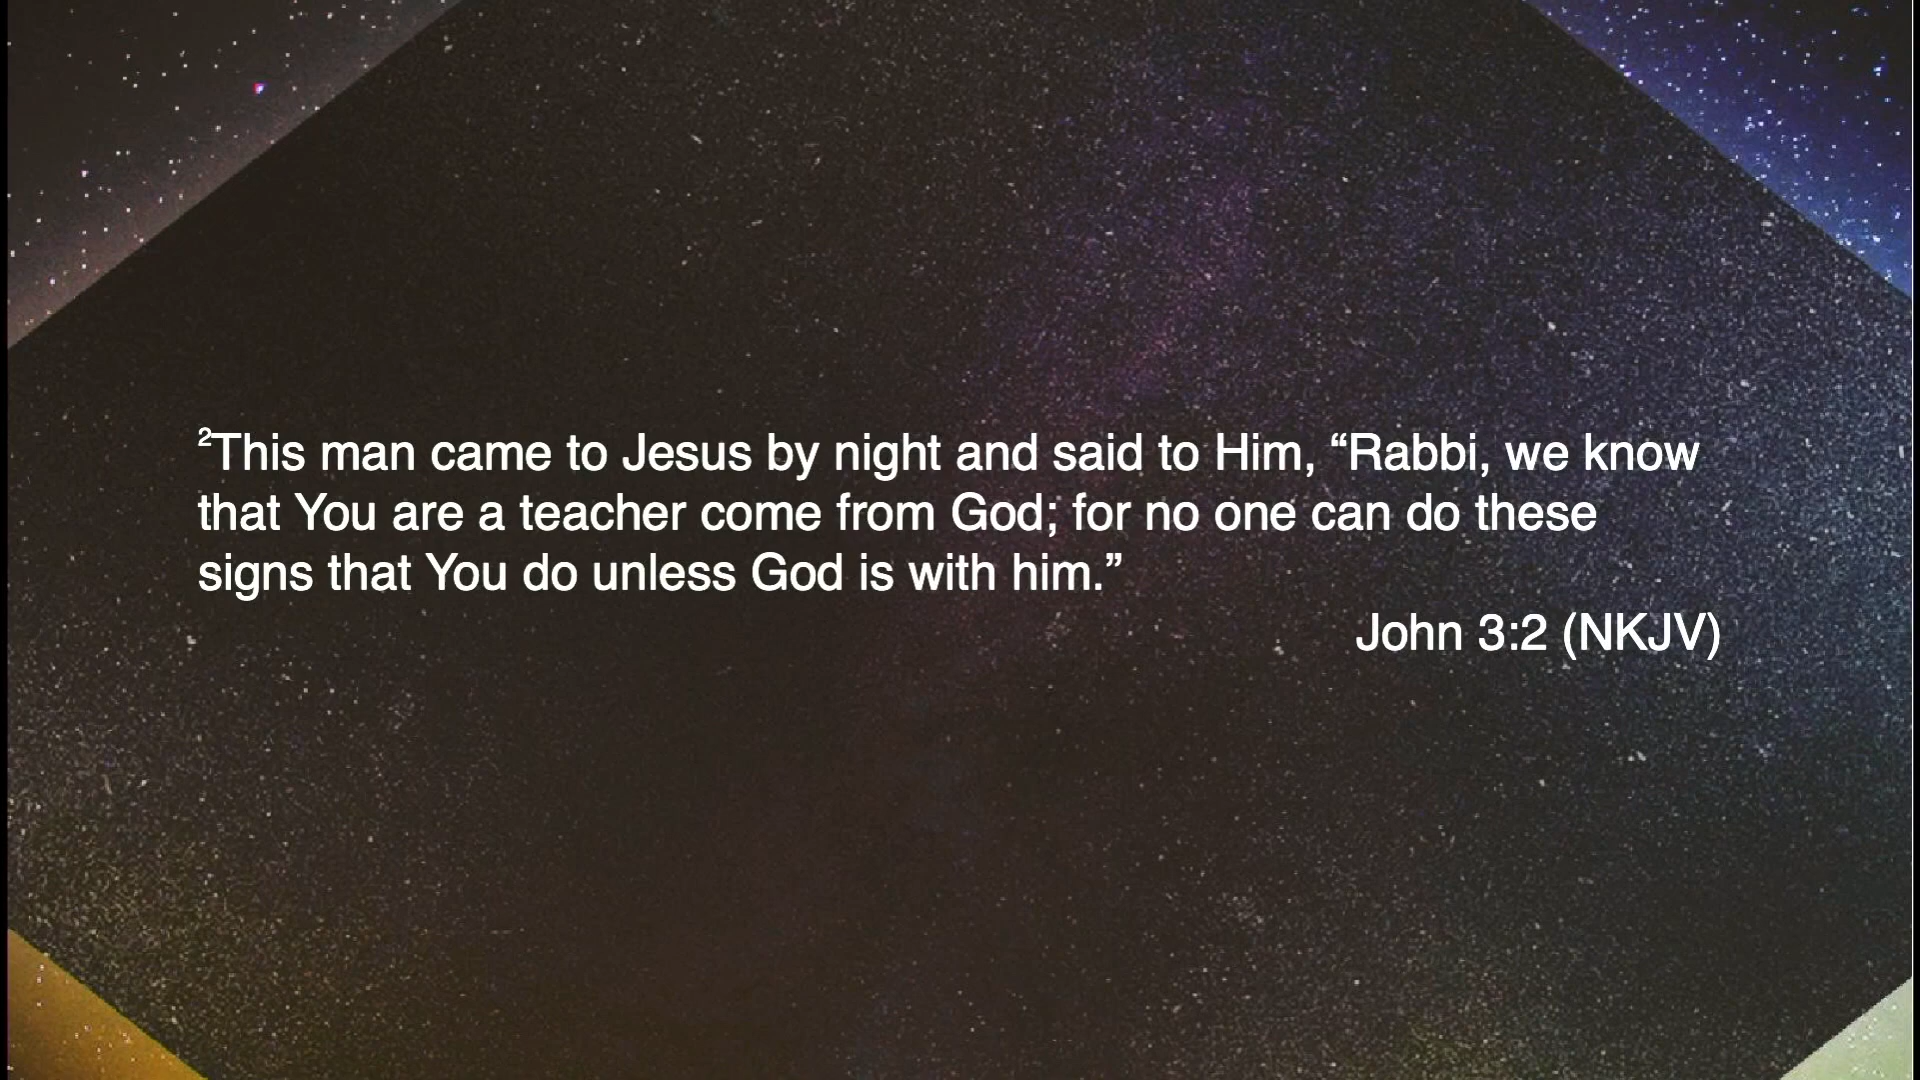 ²This man came to Jesus by night and said to Him, “Rabbi, we know
that You are a teacher come from God; for no one can do these
signs that You do unless God is with him.”
John 3:2 (NKJV)